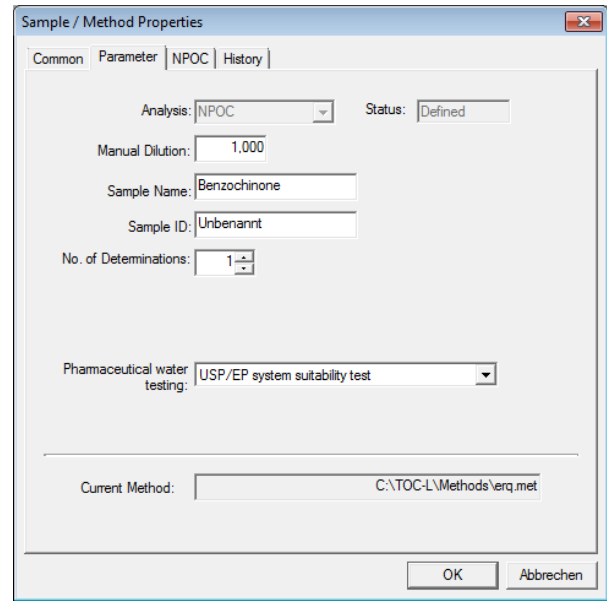 Sample / Method Properties
Common Parameter NPOC History
Analysis: NPOC Status: Defined
Manual Dilution: 1,000
Sample Name: Benzochinone
Sample ID: Unbenannt
No. of Determinations: 1
Pharmaceutical water
testing: USP/EP system suitability test
Current Method: C:\TOC-L\Methods\erq.met
OK Abbrechen